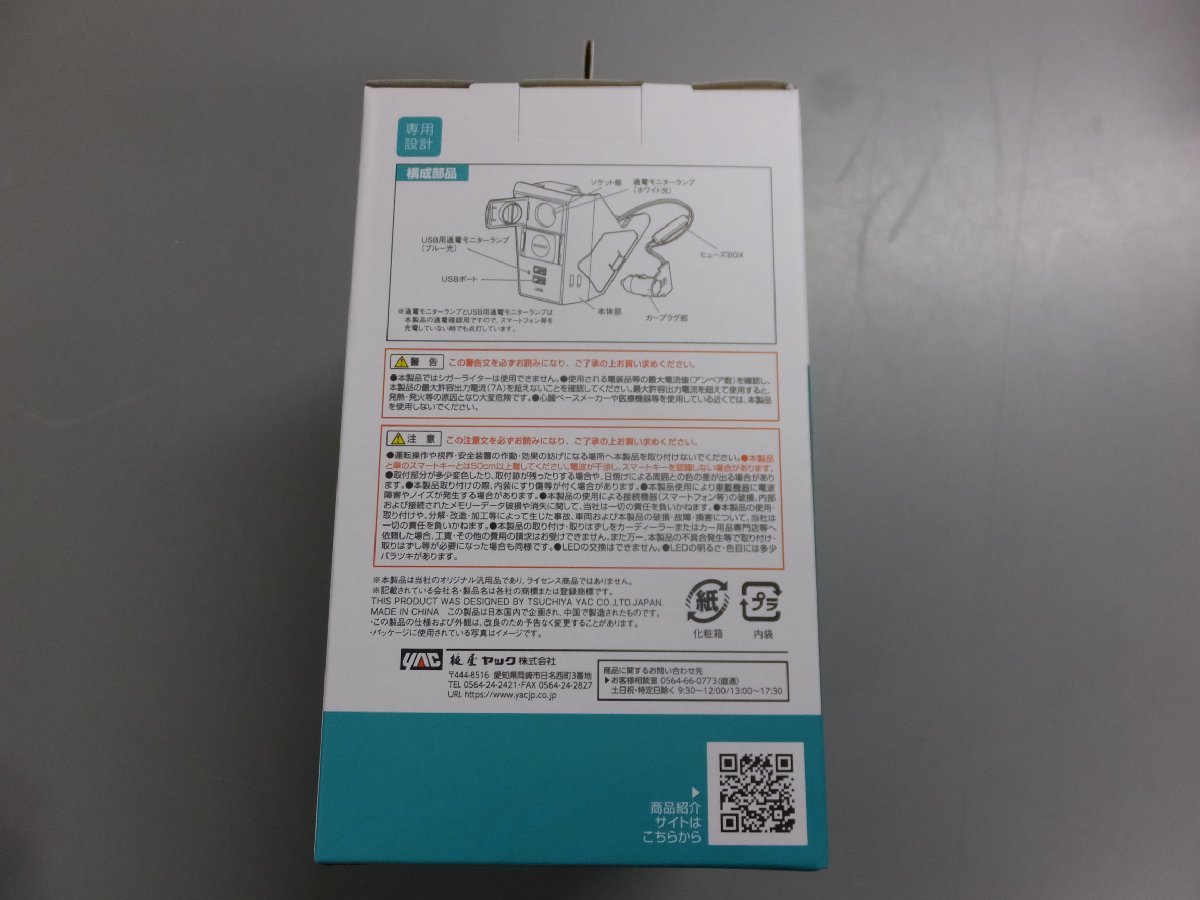 専用
設計
構成部品
ソケット部
通電モニターランプ
(ホワイト光)
USB用通電モニターランプ
(ブルー光)
USBポート
ヒューズBOX
本体部
カープラグ部
※通電モニターランプとUSB用通電モニターランプは
本製品の通電確認用ですので、スマートフォン等を
充電していない時でも点灯しています。
警告 この警告文を必ずお読みになり、ご了承の上お買い求めください。
●本製品ではシガーライターは使用できません。●使用される電装品等の最大電流値(アンペア数)を確認し、
本製品の最大許容出力電流(7A)を超えないことを確認してください。最大許容出力電流を超えて使用すると、
発熱・発火等の原因となり大変危険です。●心臓ペースメーカーや医療機器等を使用している近くでは、本製品
を使用しないでください。
注意 この注意文を必ずお読みになり、ご了承の上お買い求めください。
●運転操作や視界・安全装置の作動・効果の妨げになる場所へ本製品を取り付けないでください。●本製品
と車のスマートキーとは50cm以上離してください。電波が干渉し、スマートキーを認識しない場合があります。
●取付部分が多少変色したり、取付跡が残ったりする場合や、日焼けによる周囲との色の差が出る場合があり
ます。●本製品取り付けの際、内装にすり傷等が付く場合があります。●本製品使用により車載機器に電波
障害やノイズが発生する場合があります。●本製品の使用による接続機器(スマートフォン等)の破損、内部
および接続されたメモリーデータ破損や消失に関して、当社は一切の責任を負いかねます。●本製品の使用・
取り付けや、分解・改造・加工等によって生じた事故、車両および本製品の破損・故障・損害について、当社は
一切の責任を負いかねます。●本製品の取り付け・取りはずしをカーディーラーまたはカー用品専門店等へ
依頼した場合、工賃・その他の費用の請求はお受けできません。また万一、本製品の不具合発生等で取り付け・
取りはずし等が必要になった場合も同様です。●LEDの交換はできません。●LEDの明るさ・色目には多少
バラツキがあります。
※本製品は当社のオリジナル汎用品であり、ライセンス商品ではありません。
※記載されている会社名・製品名は各社の商標または登録商標です。
THIS PRODUCT WAS DESIGNED BY TSUCHIYA YAC CO.,LTD.JAPAN.
MADE IN CHINA この製品は日本国内で企画され、中国で製造されたものです。
・この製品の仕様および外観は、改良のため予告なく変更することがあります。
・パッケージに使用されている写真はイメージです。
紙
化粧箱
プラ
内袋
YAC 槌屋ヤック株式会社
〒444-8516 愛知県岡崎市日名西町3番地
TEL 0564-24-2421・FAX 0564-24-2827
URL https://www.yacjp.co.jp
商品に関するお問い合わせ先
▶お客様相談室 0564-66-0773(直通)
土日祝・特定日除く 9:30〜12:00/13:00〜17:30
▶
商品紹介
サイトは
こちらから